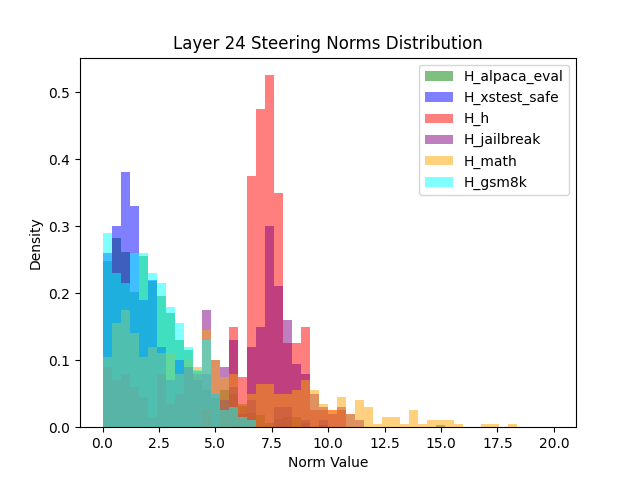 Layer 24 Steering Norms Distribution
Density
0.5
0.4
0.3
0.2
0.1
0.0
H_alpaca_eval
H_xstest_safe
H_h
H_jailbreak
H_math
H_gsm8k
0.0 2.5 5.0 7.5 10.0 12.5 15.0 17.5 20.0
Norm Value